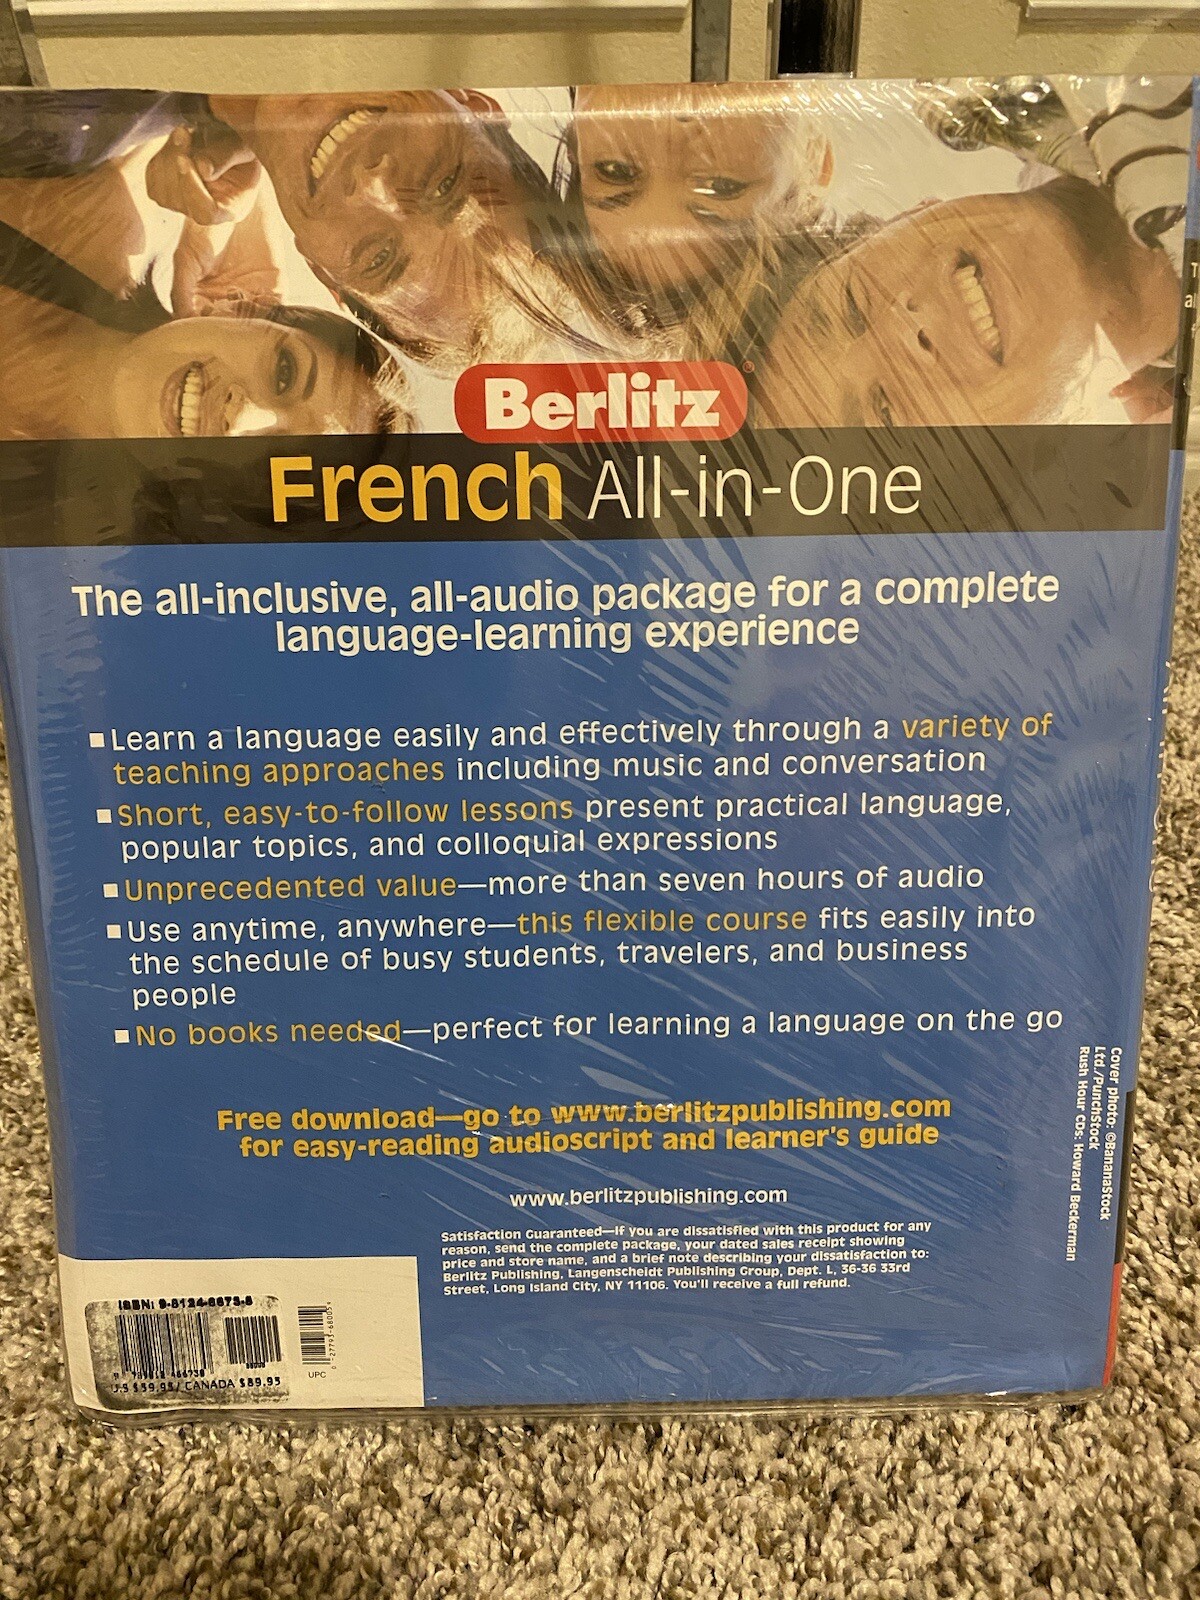 Berlitz®
French All-in-One
The all-inclusive, all-audio package for a complete
language-learning experience
Learn a language easily and effectively through a variety of
teaching approaches including music and conversation
Short, easy-to-follow lessons present practical language,
popular topics, and colloquial expressions
Unprecedented value—more than seven hours of audio
Use anytime, anywhere—this flexible course fits easily into
the schedule of busy students, travelers, and business
people
No books needed—perfect for learning a language on the go
Free download—go to www.berlitzpublishing.com
for easy-reading audioscript and learner's guide
www.berlitzpublishing.com
Satisfaction Guaranteed—If you are dissatisfied with this product for any
reason, send the complete package, your dated sales receipt showing
price and store name, and a brief note describing your dissatisfaction to:
Berlitz Publishing, Langenscheidt Publishing Group, Dept. L, 36-36 33rd
Street, Long Island City, NY 11106. You'll receive a full refund.
Cover photo: ©BananaStock
Ltd./PunchStock
Rush Hour CDs: Howard Beckerman
ISBN:
CANADA $89.95
UPC